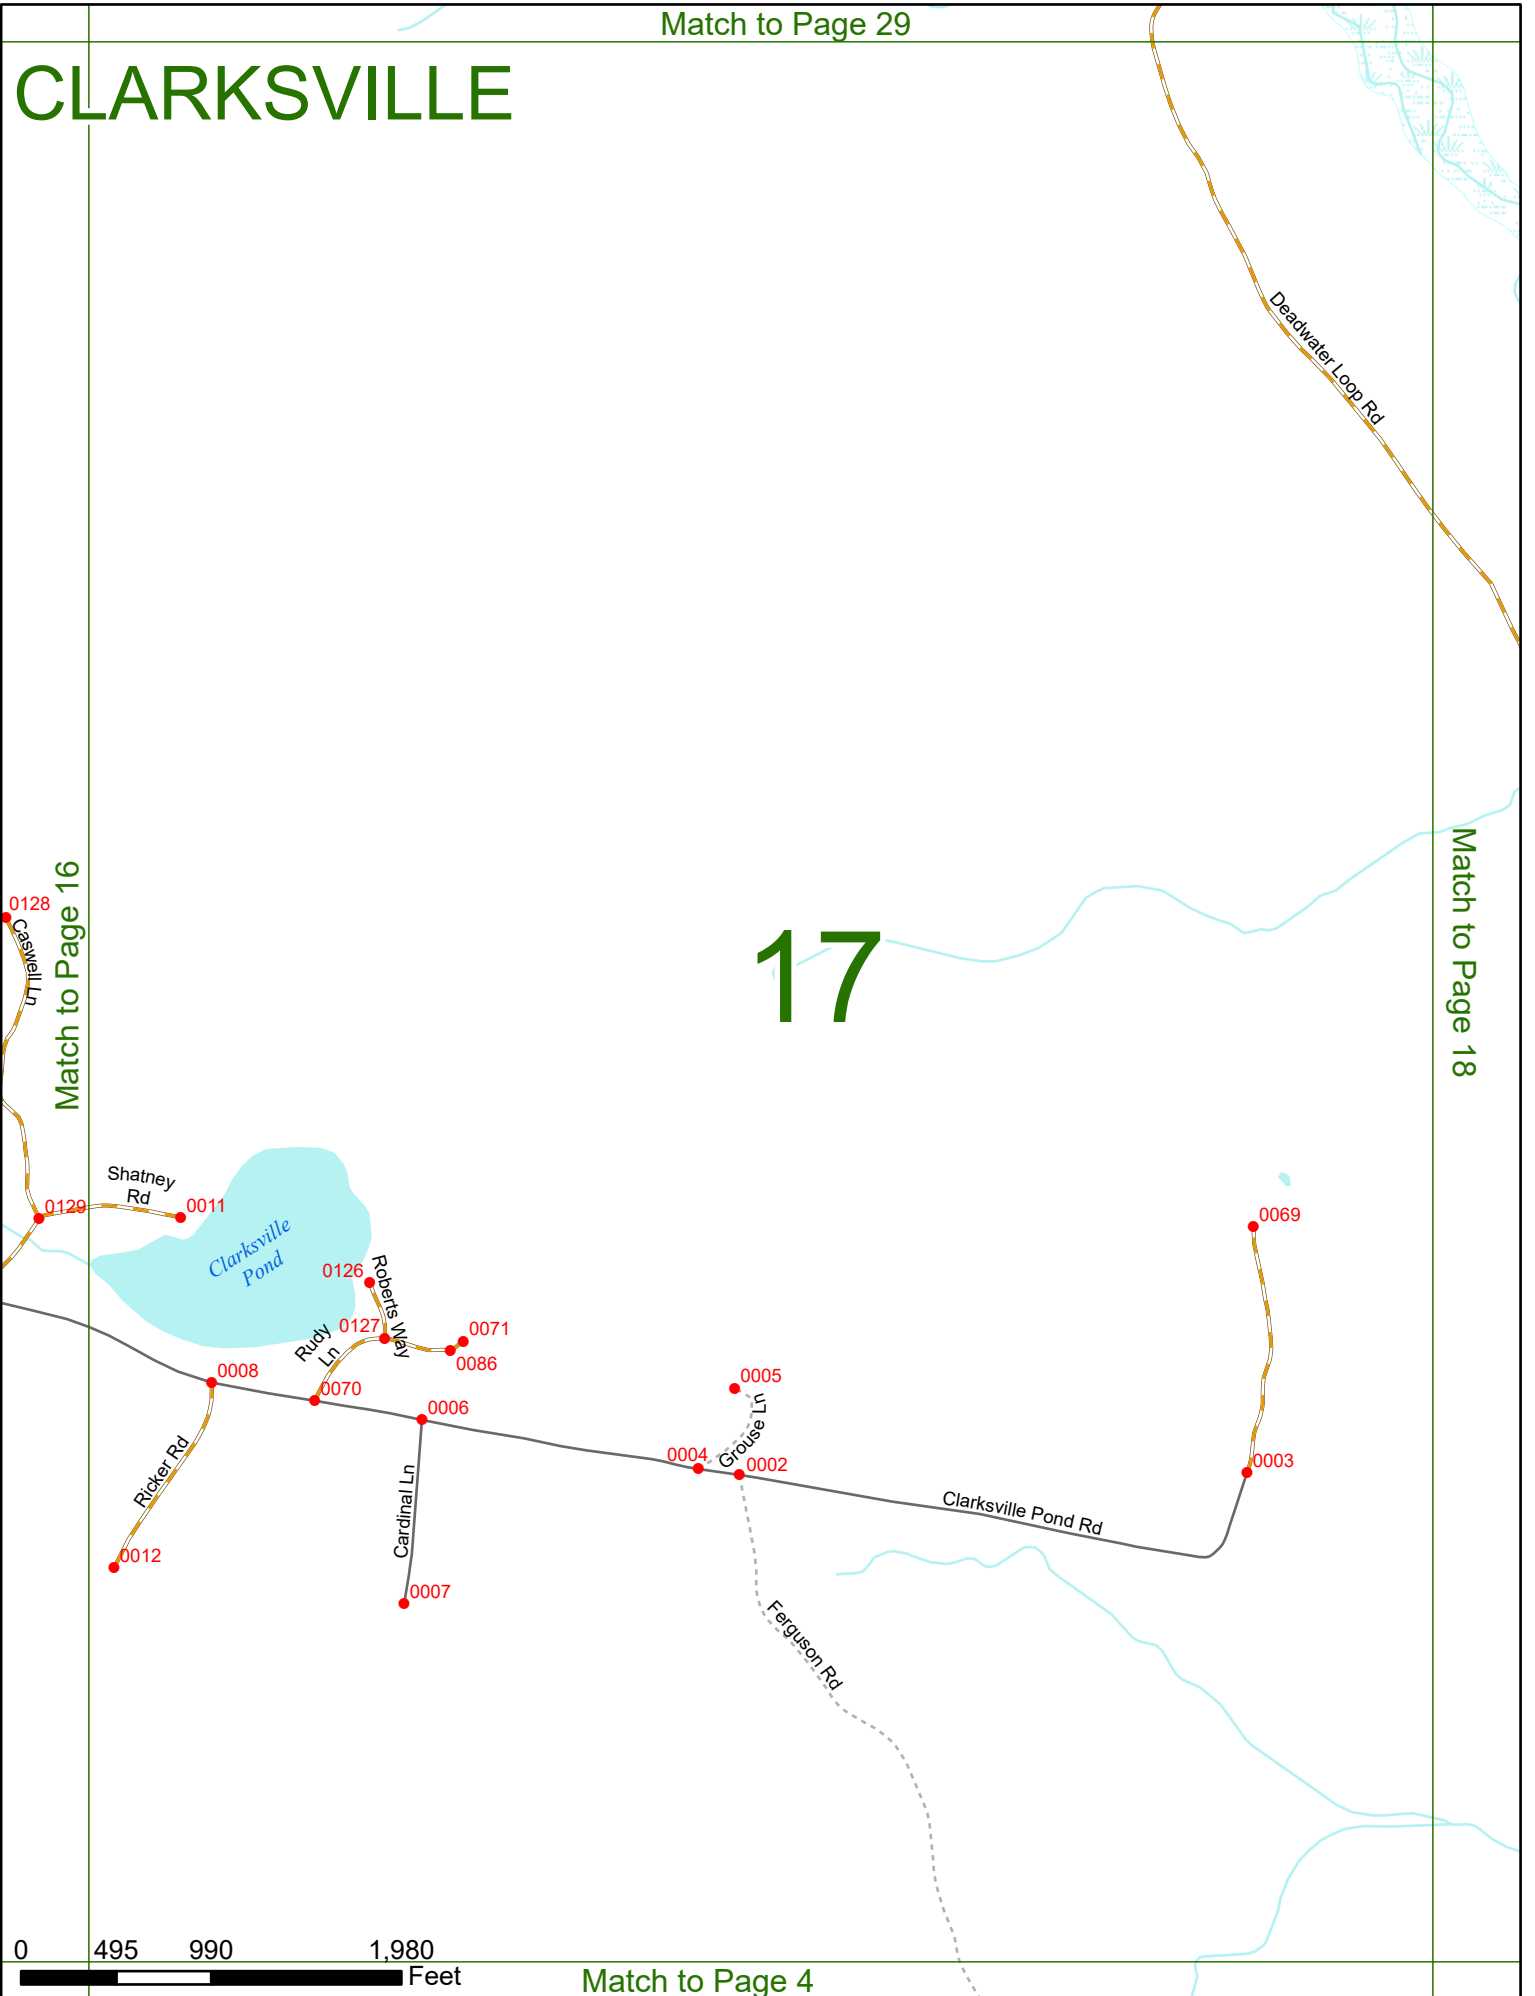 Match to Page 29
CLARKSVILLE
Deadwater Loop Rd
Match to Page 16
Match to Page 18
17
0128
Caswell Ln
Shatney
Rd
0129
0011
Clarksville
Pond
0126
Roberts Way
0127
0071
0086
Rudy
Ln
0008
0070
0006
0005
Grouse Ln
0004
0002
0069
0003
Clarksville Pond Rd
Ricker Rd
0012
Cardinal Ln
0007
Ferguson Rd
0 495 990 1,980
Feet
Match to Page 4